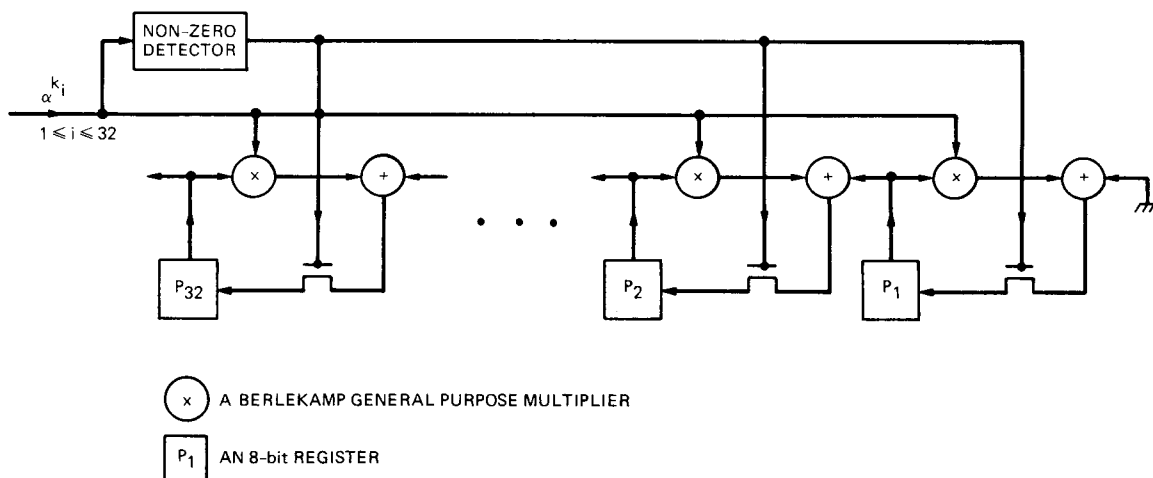 NON-ZERO
DETECTOR
α^{k_i}
1 ≤ i ≤ 32
× + × + × +
• • •
P₃₂ P₂ P₁
× A BERLEKAMP GENERAL PURPOSE MULTIPLIER
P₁ AN 8-bit REGISTER